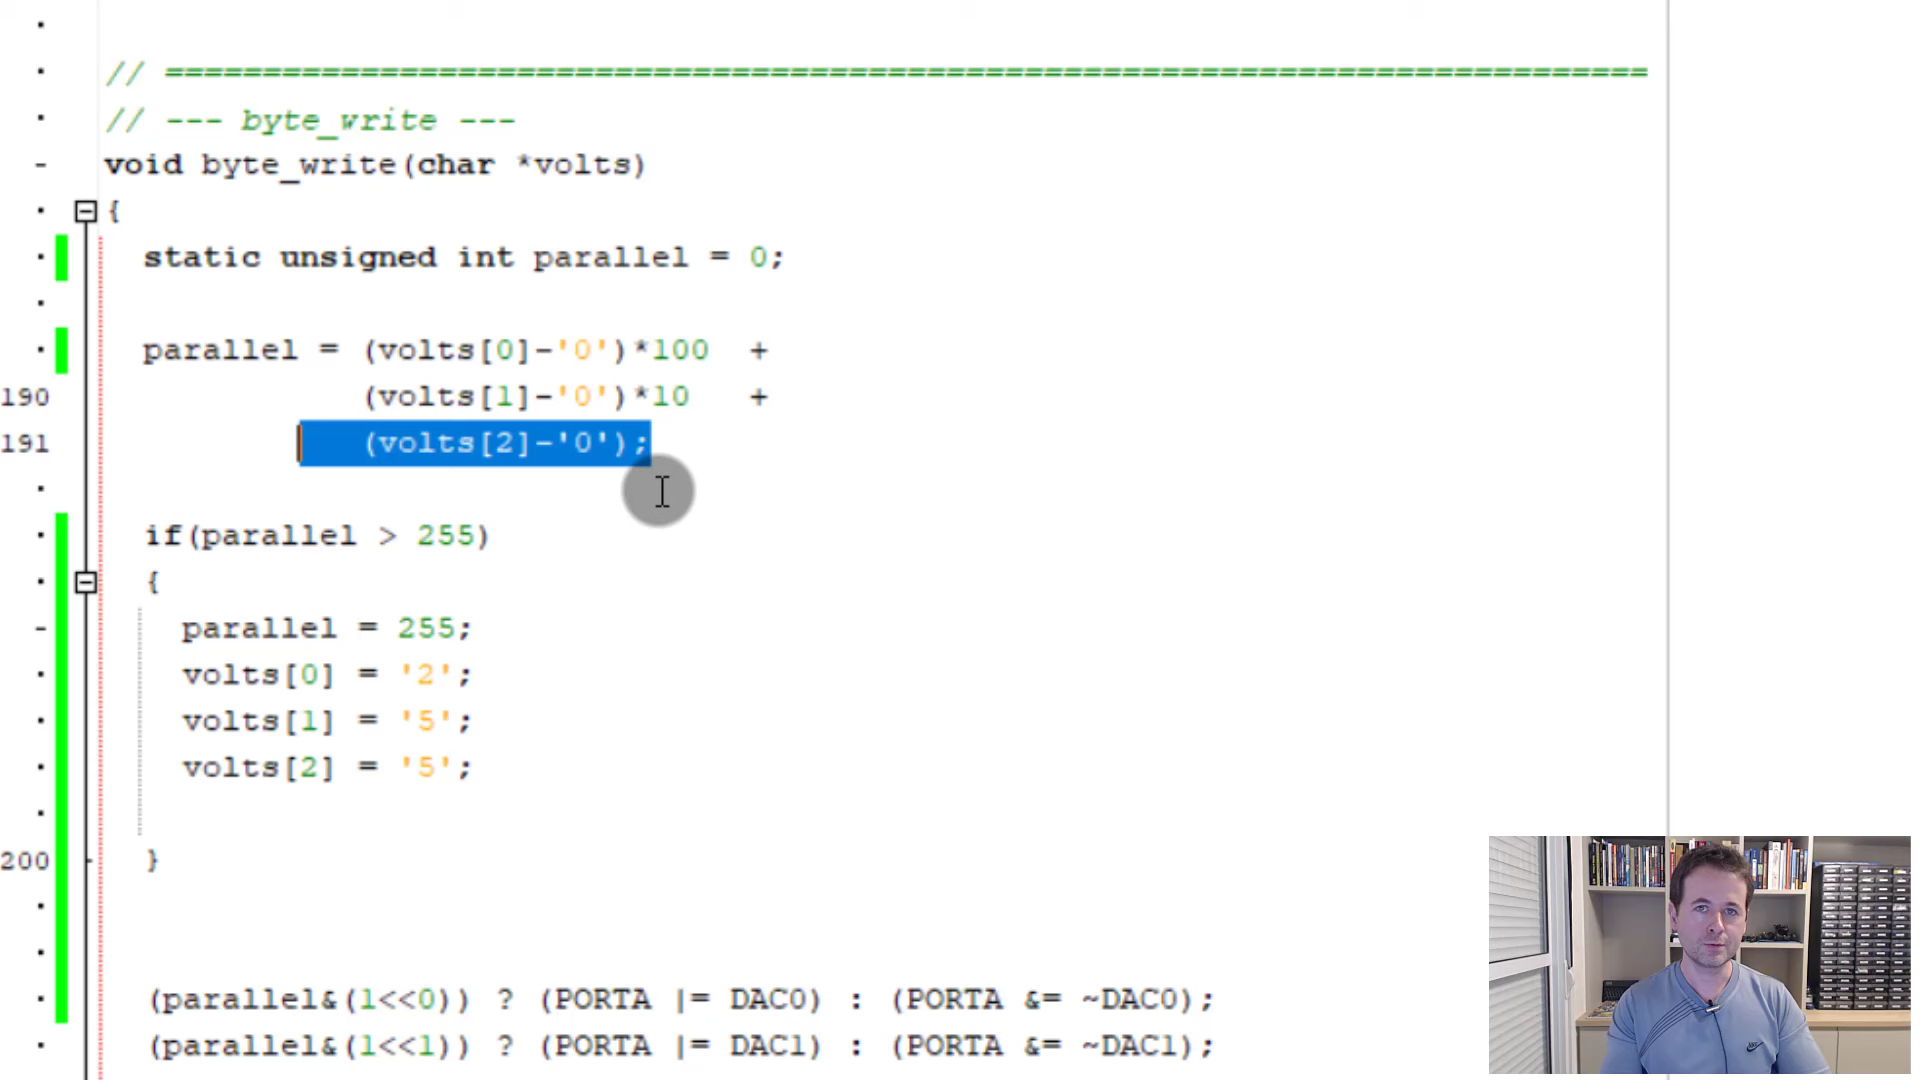 // ============================================================================
// --- byte_write ---
void byte_write(char *volts)
{
static unsigned int parallel = 0;
parallel = (volts[0]-'0')*100 +
190 (volts[1]-'0')*10 +
191 (volts[2]-'0');
if(parallel > 255)
{
parallel = 255;
volts[0] = '2';
volts[1] = '5';
volts[2] = '5';
200 }
(parallel&(1<<0)) ? (PORTA |= DAC0) : (PORTA &= ~DAC0);
(parallel&(1<<1)) ? (PORTA |= DAC1) : (PORTA &= ~DAC1);